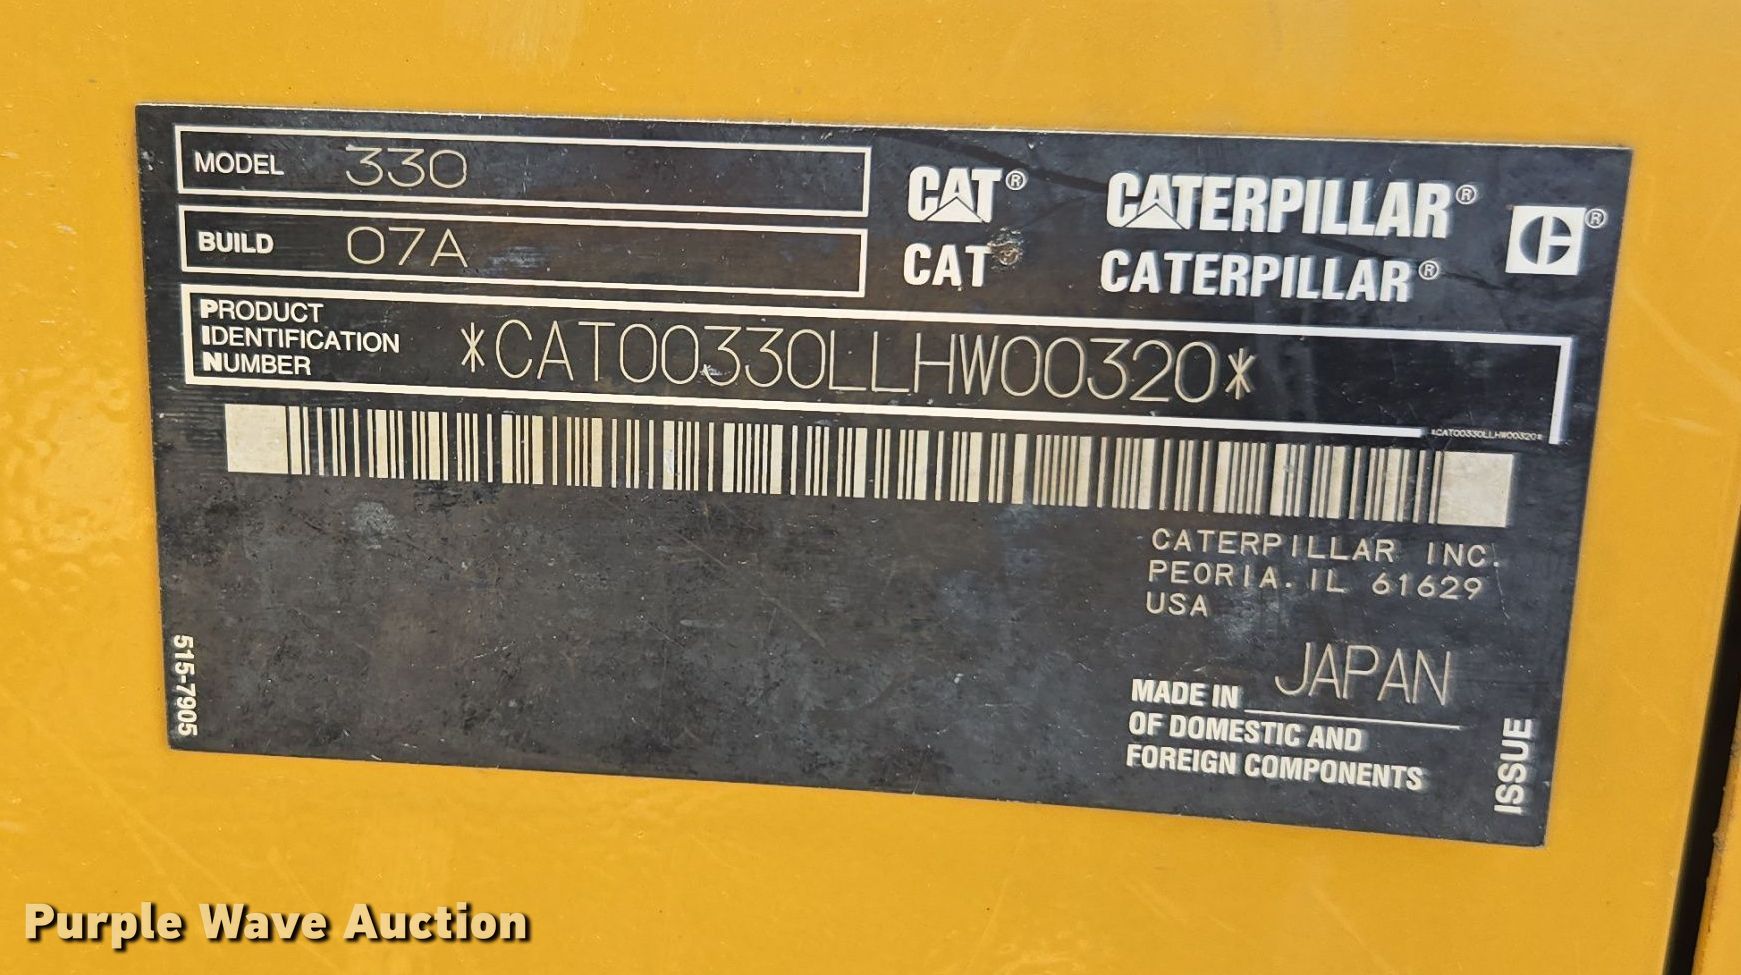 MODEL 330
BUILD 07A
CAT® CATERPILLAR® ®
CAT CATERPILLAR®
PRODUCT
IDENTIFICATION
NUMBER
*CAT00330LLHW00320*
*CAT00330LLHW00320*
CATERPILLAR INC.
PEORIA. IL 61629
USA
MADE IN JAPAN
OF DOMESTIC AND
FOREIGN COMPONENTS
515-7905
ISSUE
Purple Wave Auction